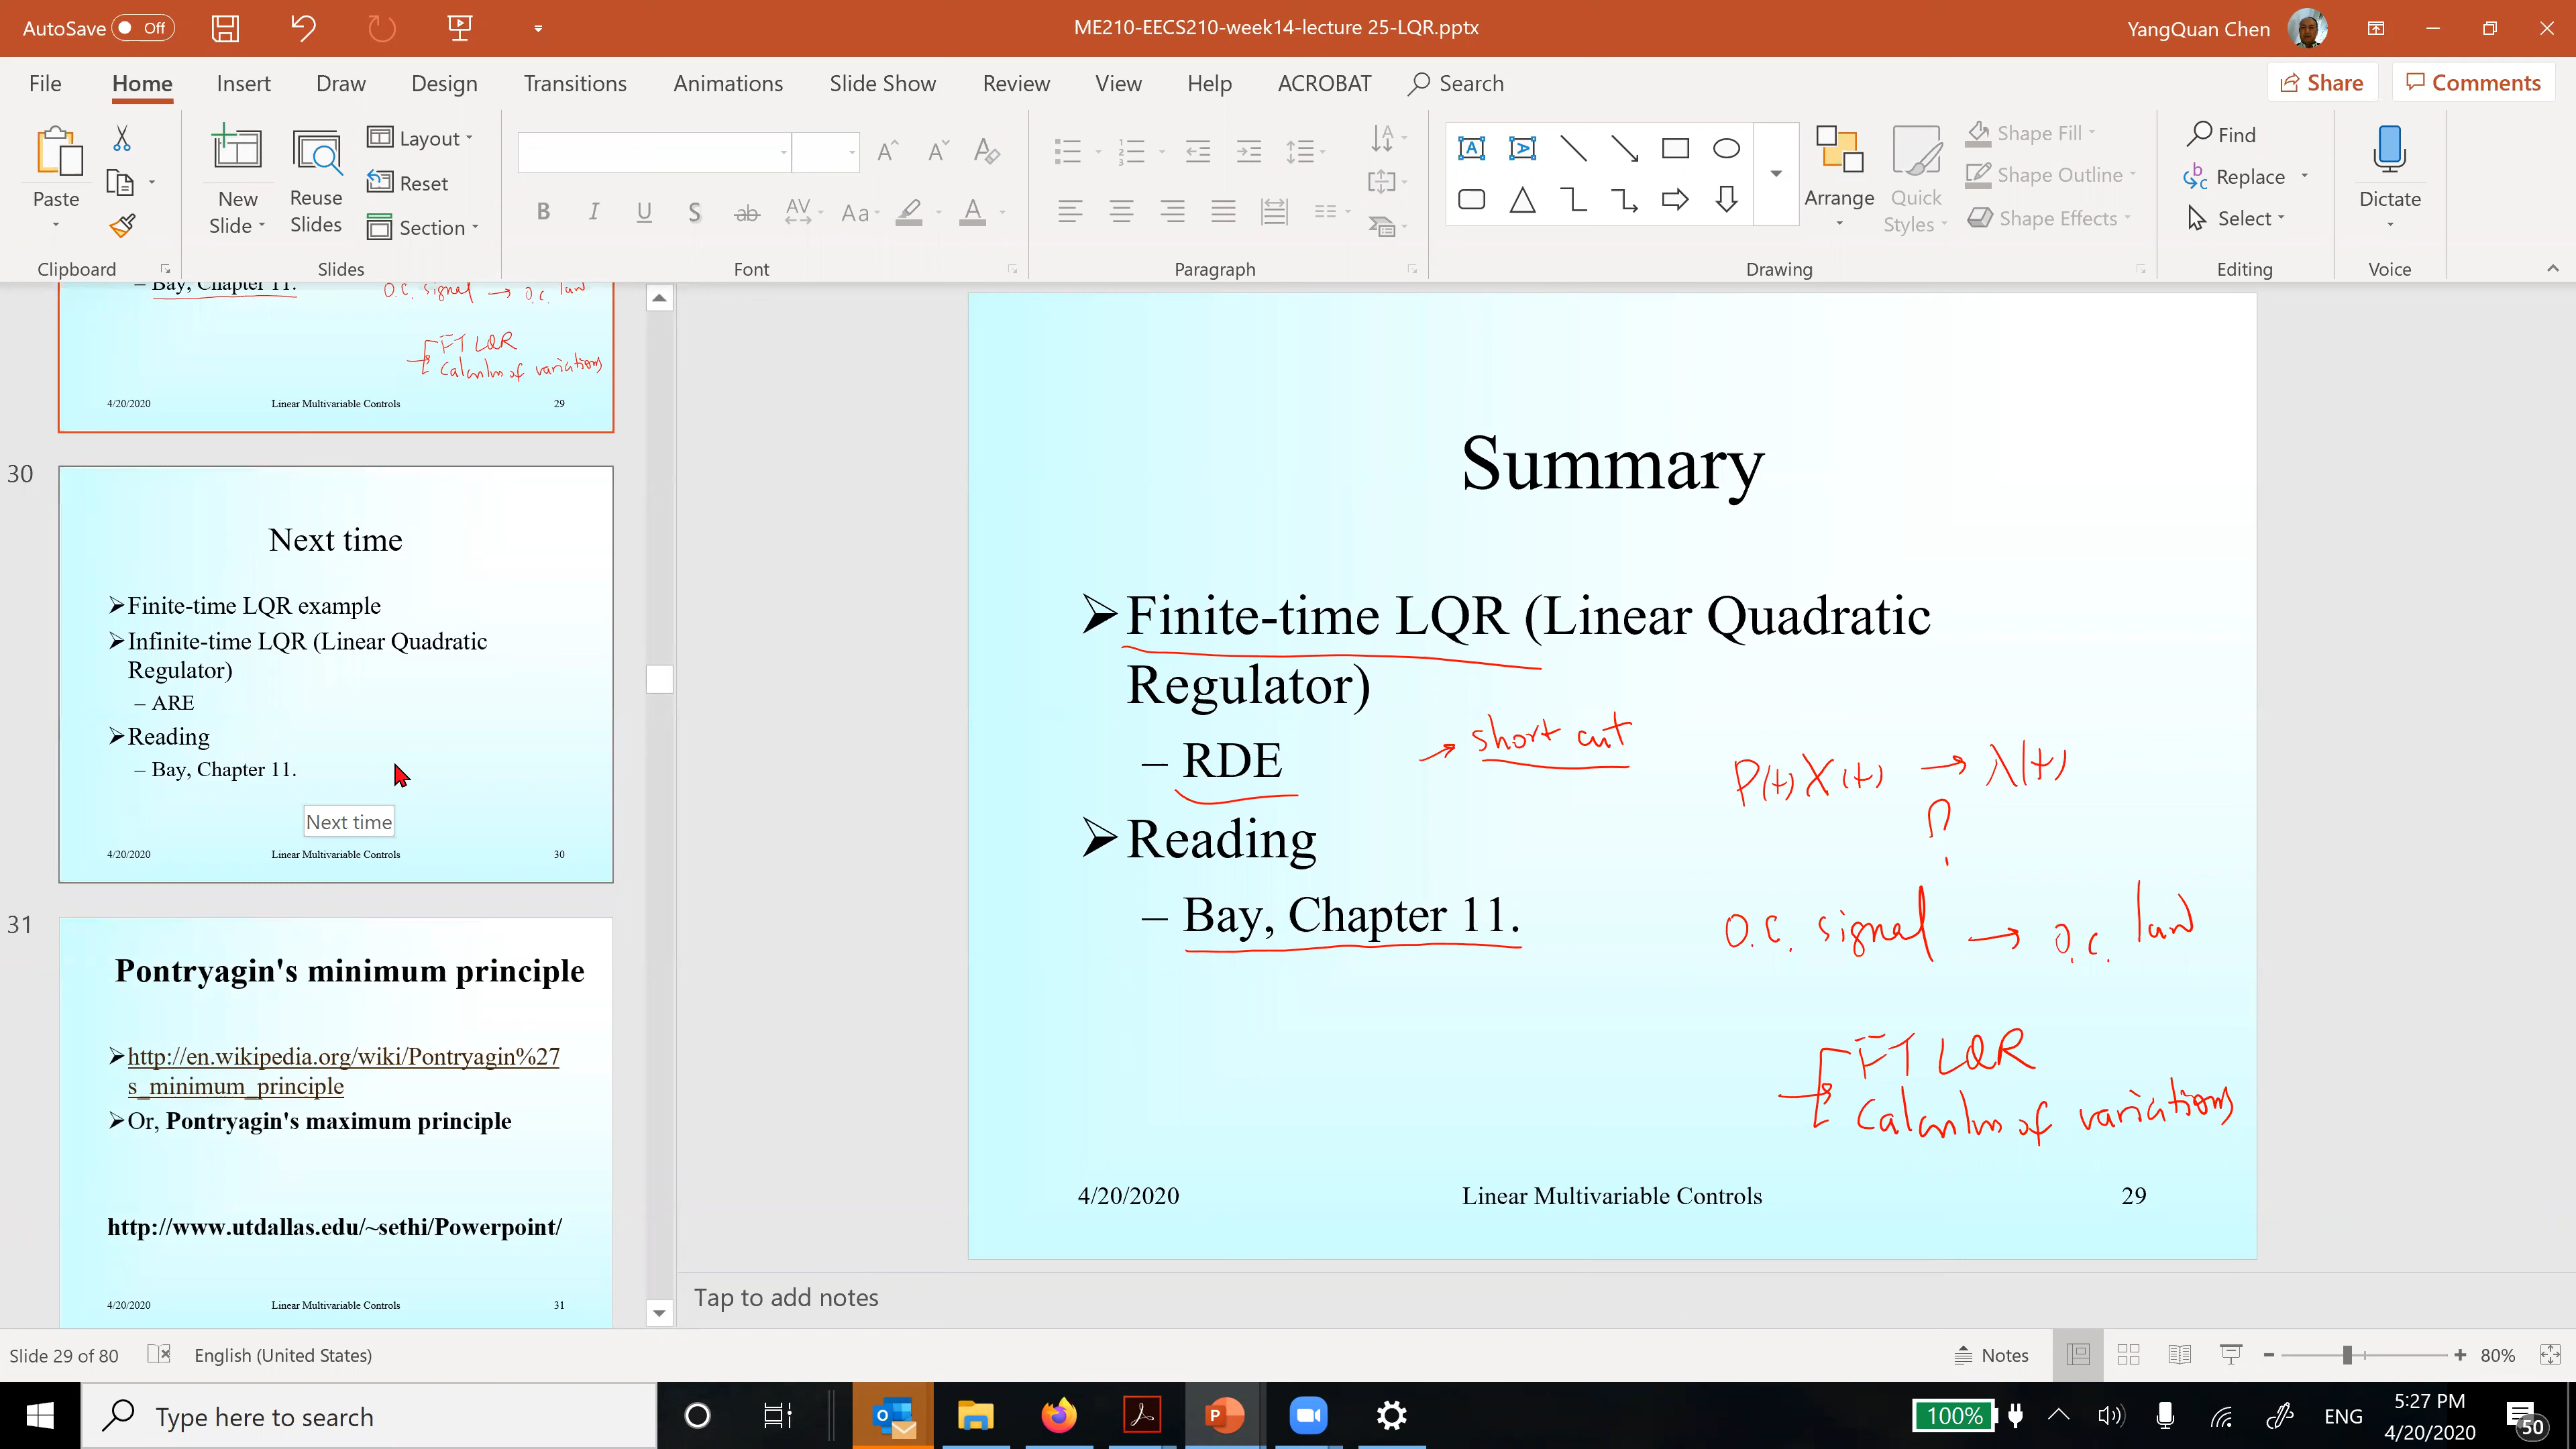 AutoSave Off
ME210-EECS210-week14-lecture 25-LQR.pptx
YangQuan Chen
File Home Insert Draw Design Transitions Animations Slide Show Review View Help ACROBAT Search
Share Comments
Paste
New Slide
Reuse Slides
Layout
Reset
Section
Aa
Arrange
Quick Styles
Shape Fill
Shape Outline
Shape Effects
Find
Replace
Select
Dictate
Clipboard Slides Font Paragraph Drawing Editing Voice
– Bay, Chapter 11.
O.C. signal → O.C. law
FT LQR
Calculus of variations
4/20/2020 Linear Multivariable Controls 29
30
Next time
➢Finite-time LQR example
➢Infinite-time LQR (Linear Quadratic
Regulator)
– ARE
➢Reading
– Bay, Chapter 11.
Next time
4/20/2020 Linear Multivariable Controls 30
31
Pontryagin's minimum principle
➢http://en.wikipedia.org/wiki/Pontryagin%27
s_minimum_principle
➢Or, Pontryagin's maximum principle
http://www.utdallas.edu/~sethi/Powerpoint/
4/20/2020 Linear Multivariable Controls 31
Summary
➢Finite-time LQR (Linear Quadratic
Regulator)
– RDE
→ short cut
P(t)X(t) → λ(t)
?
➢Reading
– Bay, Chapter 11.
O.C. signal → O.C. law
FT LQR
Calculus of variations
4/20/2020 Linear Multivariable Controls 29
Tap to add notes
Slide 29 of 80 English (United States)
Notes 80%
Type here to search
100% ENG
5:27 PM
4/20/2020
50